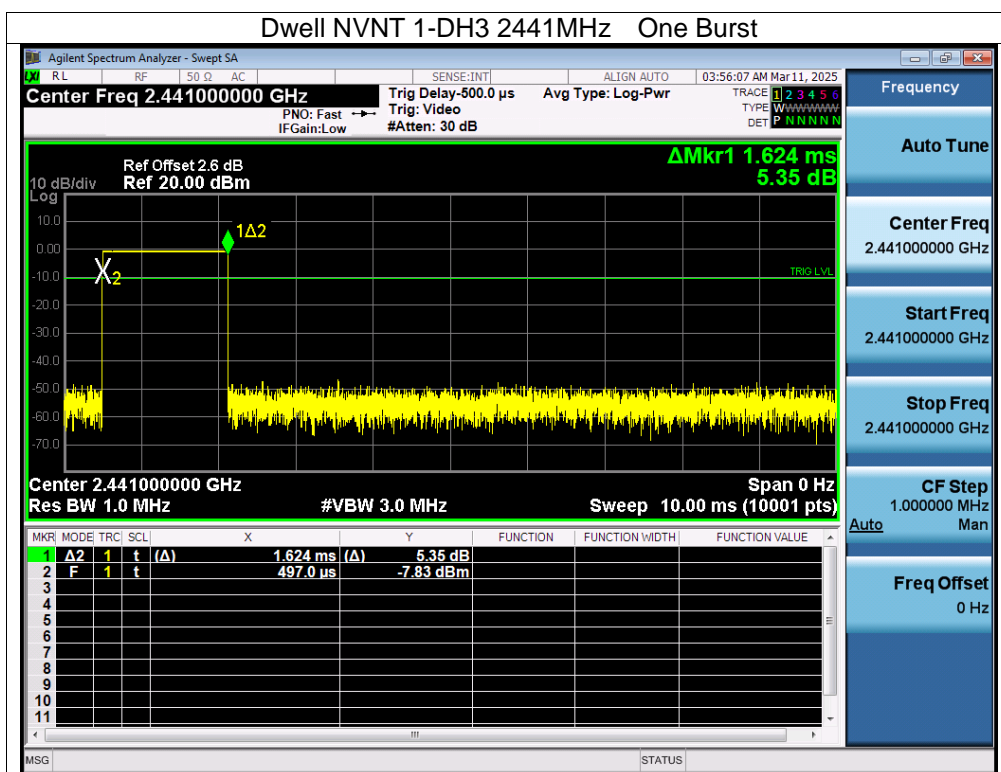 Dwell NVNT 1-DH3 2441MHz One Burst
Agilent Spectrum Analyzer - Swept SA
LXI RL RF 50 Ω AC SENSE:INT ALIGN AUTO 03:56:07 AM Mar 11, 2025
Center Freq 2.441000000 GHz
PNO: Fast
IFGain:Low
Trig Delay-500.0 µs
Trig: Video
#Atten: 30 dB
Avg Type: Log-Pwr
TRACE 1 2 3 4 5 6
TYPE WWWWWW
DET P N N N N N
ΔMkr1 1.624 ms
5.35 dB
Ref Offset 2.6 dB
10 dB/div Ref 20.00 dBm
Log
10.0
0.00
-10.0
-20.0
-30.0
-40.0
-50.0
-60.0
-70.0
1Δ2
2
TRIG LVL
Center 2.441000000 GHz Span 0 Hz
Res BW 1.0 MHz #VBW 3.0 MHz Sweep 10.00 ms (10001 pts)
MKR MODE TRC SCL X Y FUNCTION FUNCTION WIDTH FUNCTION VALUE
1 Δ2 1 t (Δ) 1.624 ms (Δ) 5.35 dB
2 F 1 t 497.0 µs -7.83 dBm
3
4
5
6
7
8
9
10
11
MSG STATUS
Frequency
Auto Tune
Center Freq
2.441000000 GHz
Start Freq
2.441000000 GHz
Stop Freq
2.441000000 GHz
CF Step
1.000000 MHz
Auto Man
Freq Offset
0 Hz